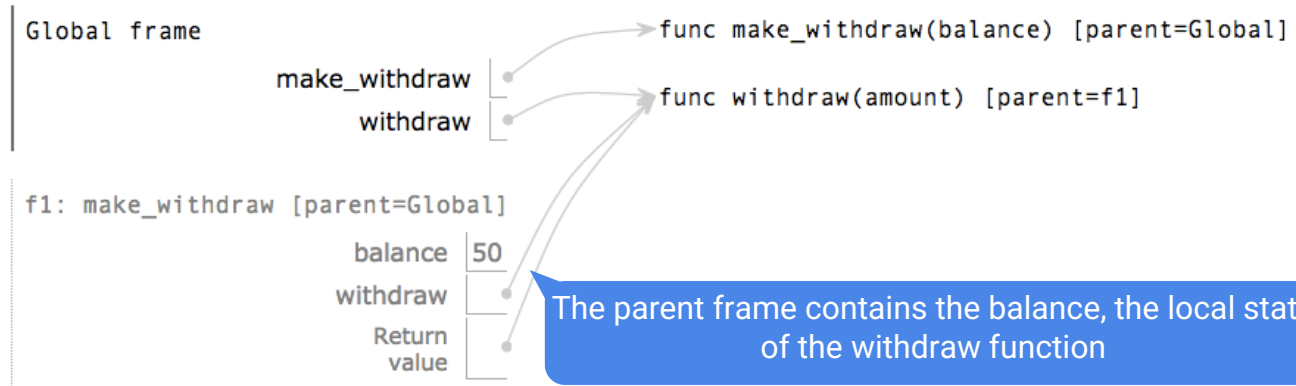 Global frame
func make_withdraw(balance) [parent=Global]
make_withdraw
func withdraw(amount) [parent=f1]
withdraw
f1: make_withdraw [parent=Global]
balance 50
withdraw
Return
value
The parent frame contains the balance, the local stat
of the withdraw function